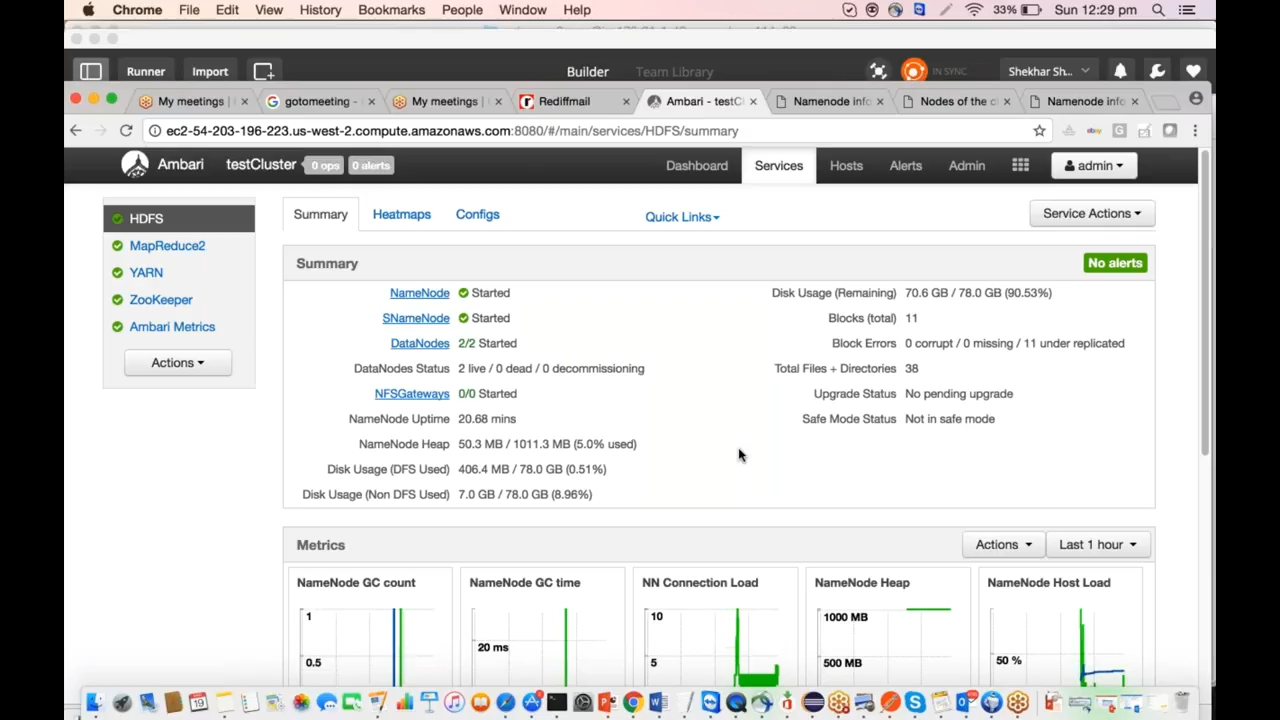 Chrome File Edit View History Bookmarks People Window Help 33% Sun 12:29 pm
Runner Import Builder Team Library IN SYNC Shekhar Sh...
My meetings | gotomeeting - My meetings | Rediffmail Ambari - testCl Namenode info Nodes of the cl Namenode info
ec2-54-203-196-223.us-west-2.compute.amazonaws.com:8080/#/main/services/HDFS/summary
Ambari testCluster 0 ops 0 alerts Dashboard Services Hosts Alerts Admin admin
HDFS
MapReduce2
YARN
ZooKeeper
Ambari Metrics
Actions
Summary Heatmaps Configs Quick Links Service Actions
Summary No alerts
NameNode Started
SNameNode Started
DataNodes 2/2 Started
DataNodes Status 2 live / 0 dead / 0 decommissioning
NFSGateways 0/0 Started
NameNode Uptime 20.68 mins
NameNode Heap 50.3 MB / 1011.3 MB (5.0% used)
Disk Usage (DFS Used) 406.4 MB / 78.0 GB (0.51%)
Disk Usage (Non DFS Used) 7.0 GB / 78.0 GB (8.96%)
Disk Usage (Remaining) 70.6 GB / 78.0 GB (90.53%)
Blocks (total) 11
Block Errors 0 corrupt / 0 missing / 11 under replicated
Total Files + Directories 38
Upgrade Status No pending upgrade
Safe Mode Status Not in safe mode
Metrics Actions Last 1 hour
NameNode GC count
1
0.5
NameNode GC time
20 ms
NN Connection Load
10
5
NameNode Heap
1000 MB
500 MB
NameNode Host Load
50 %